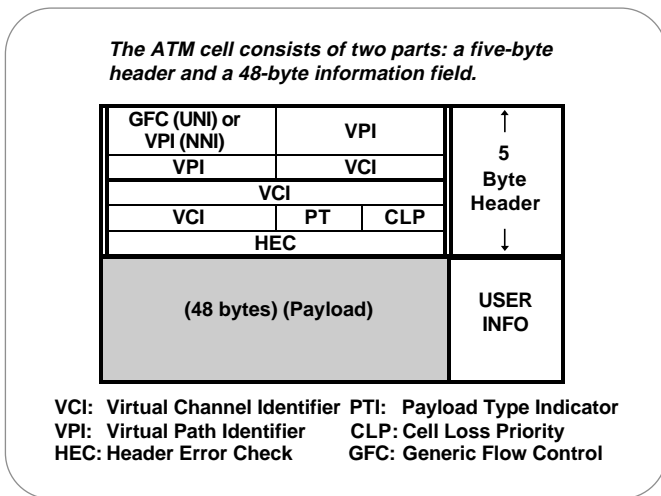 The ATM cell consists of two parts: a five-byte
header and a 48-byte information field.
GFC (UNI) or
VPI (NNI)
VPI
VPI
VCI
VCI
VCI
PT
CLP
HEC
5
Byte
Header
(48 bytes) (Payload)
USER
INFO
VCI: Virtual Channel Identifier PTI: Payload Type Indicator
VPI: Virtual Path Identifier CLP: Cell Loss Priority
HEC: Header Error Check GFC: Generic Flow Control